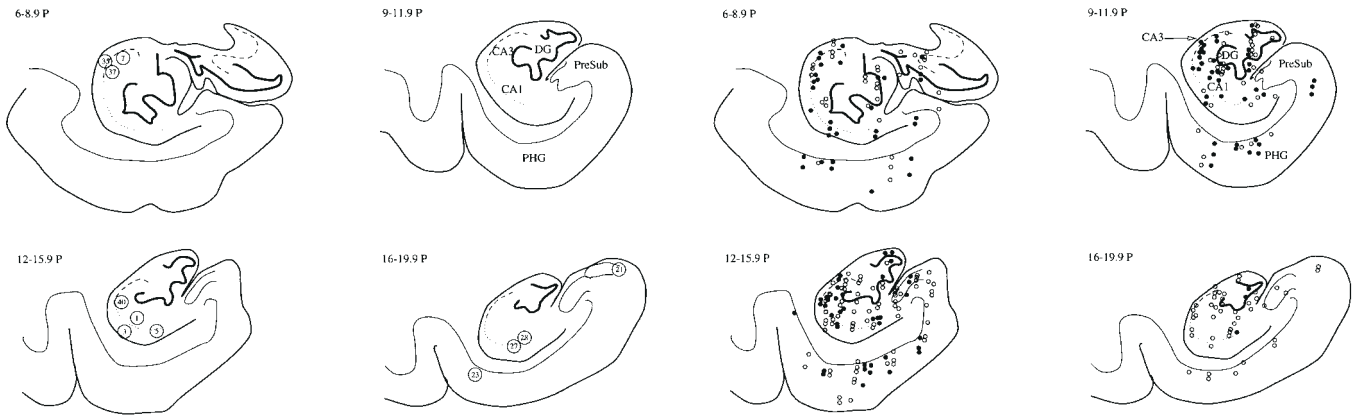 6-8.9 P
35
7
37
9-11.9 P
CA3
DG
PreSub
CA1
PHG
6-8.9 P
9-11.9 P
CA3
DG
PreSub
CA1
PHG
12-15.9 P
40
1
3
5
16-19.9 P
21
28
27
23
12-15.9 P
16-19.9 P